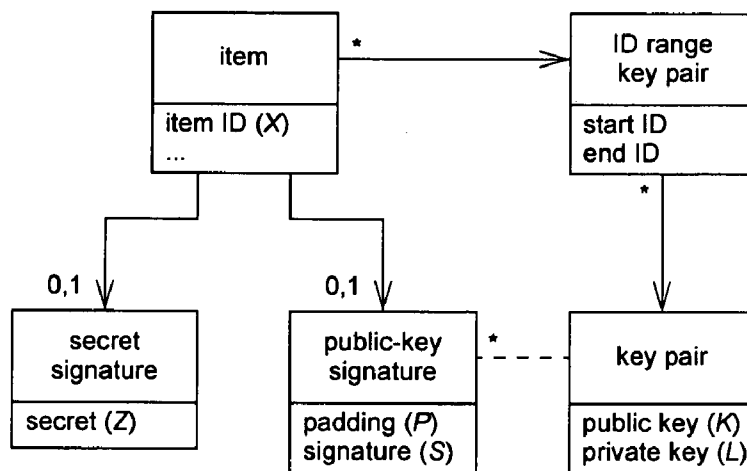 item
item ID (X)
...
*
ID range
key pair
start ID
end ID
*
0,1
0,1
secret
signature
secret (Z)
public-key
signature
padding (P)
signature (S)
*
key pair
public key (K)
private key (L)